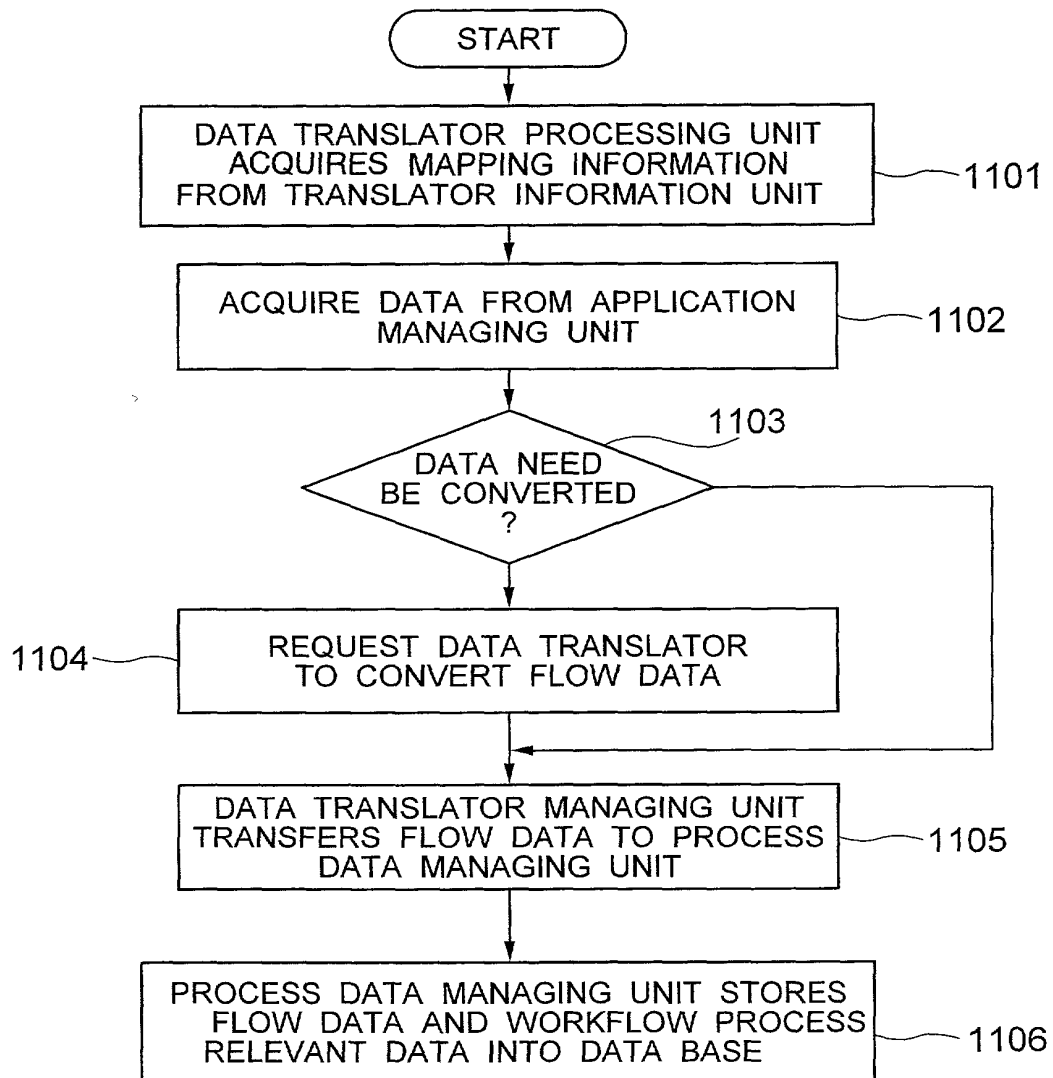 START
DATA TRANSLATOR PROCESSING UNIT
ACQUIRES MAPPING INFORMATION
FROM TRANSLATOR INFORMATION UNIT
1101
ACQUIRE DATA FROM APPLICATION
MANAGING UNIT
1102
1103
DATA NEED
BE CONVERTED
?
1104
REQUEST DATA TRANSLATOR
TO CONVERT FLOW DATA
DATA TRANSLATOR MANAGING UNIT
TRANSFERS FLOW DATA TO PROCESS
DATA MANAGING UNIT
1105
PROCESS DATA MANAGING UNIT STORES
FLOW DATA AND WORKFLOW PROCESS
RELEVANT DATA INTO DATA BASE
1106